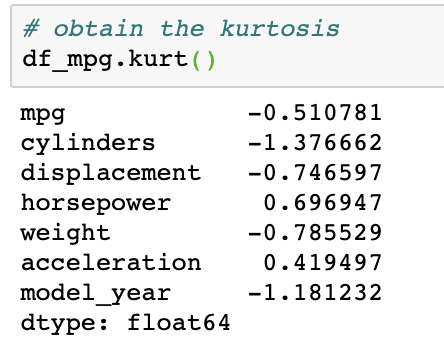 # obtain the kurtosis
df_mpg.kurt()
mpg -0.510781
cylinders -1.376662
displacement -0.746597
horsepower 0.696947
weight -0.785529
acceleration 0.419497
model_year -1.181232
dtype: float64